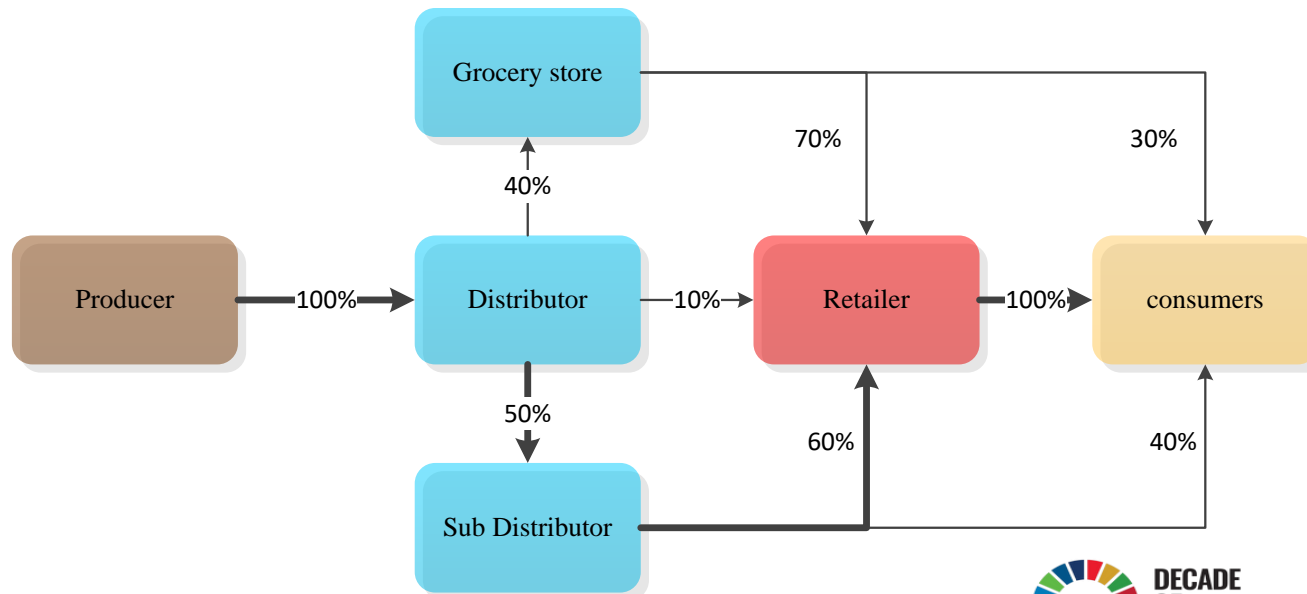 Grocery store
70%
30%
40%
Producer
100%
Distributor
10%
Retailer
100%
consumers
50%
60%
40%
Sub Distributor
DECADE